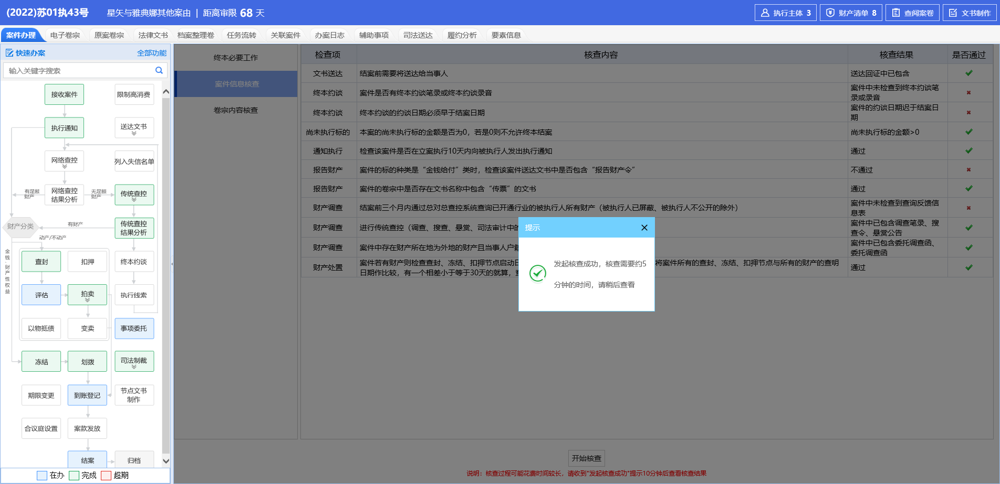 (2022)苏01执43号 星矢与雅典娜其他案由 | 距离审限 68 天
执行主体 3 财产清单 8 查阅案卷 文书制作
案件办理 电子卷宗 原案卷宗 法律文书 档案整理卷 任务流转 关联案件 办案日志 辅助事项 司法送达 履约分析 要素信息
快速办案 全部功能
输入关键字搜索
接收案件 限制高消费
执行通知 送达文书
网络查控 列入失信名单
有足额
财产
网络查控
结果分析
无足额
财产
传统查控
财产分类 有财产
传统查控
结果分析
动产/不动产
金钱、财产性权益
查封 扣押 终本约谈
评估 拍卖 执行线索
以物抵债 变卖 事项委托
冻结 划拨 司法制裁
期限变更 到账登记
节点文书
制作
合议庭设置 案款发放
结案 归档
在办 完成 超期
终本必要工作
案件信息核查
卷宗内容核查
检查项 核查内容 核查结果 是否通过
文书送达 结案前需要将送达给当事人 送达回证中已包含
终本约谈 案件是否有终本约谈笔录或终本约谈录音 案件中未检查到终本约谈笔
录或录音
终本约谈 终本约谈的约谈日期必须早于结案日期 案件的约谈日期迟于结案日
期
尚未执行标的 本案的尚未执行标的金额是否为0，若是0则不允许终本结案 尚未执行标的金额>0
通知执行 检查该案件是否在立案执行10天内向被执行人发出执行通知 通过
报告财产 案件的标的种类是“金钱给付”类时，检查该案件送达文书中是否包含“报告财产令” 不通过
报告财产 案件的卷宗中是否存在文书名称中包含“传票”的文书 通过
财产调查 结案前三个月内通过总对总查控系统查询已开通行业的被执行人所有财产（被执行人已屏蔽、被执行人不公开的除外） 案件中未检查到查询反馈信
息表
财产调查 进行传统查控（调查、搜查、悬赏、司法审计中的 案件中已包含调查笔录、搜
查令、悬赏公告
财产调查 案件中存在财产所在地为外地的财产且当事人户籍 案件中已包含委托调查函、
委托调查函
财产处置 案件若有财产则检查查封、冻结、扣押节点启动日 将案件所有的查封、冻结、扣押节点与所有的财产的查明 通过
日期作比较，有一个相差小于等于30天的就算，
提示
发起核查成功，核查需要约5
分钟的时间，请稍后查看
开始核查
说明：核查过程可能花费时间较长，请收到"发起核查成功"提示10分钟后查看核查结果